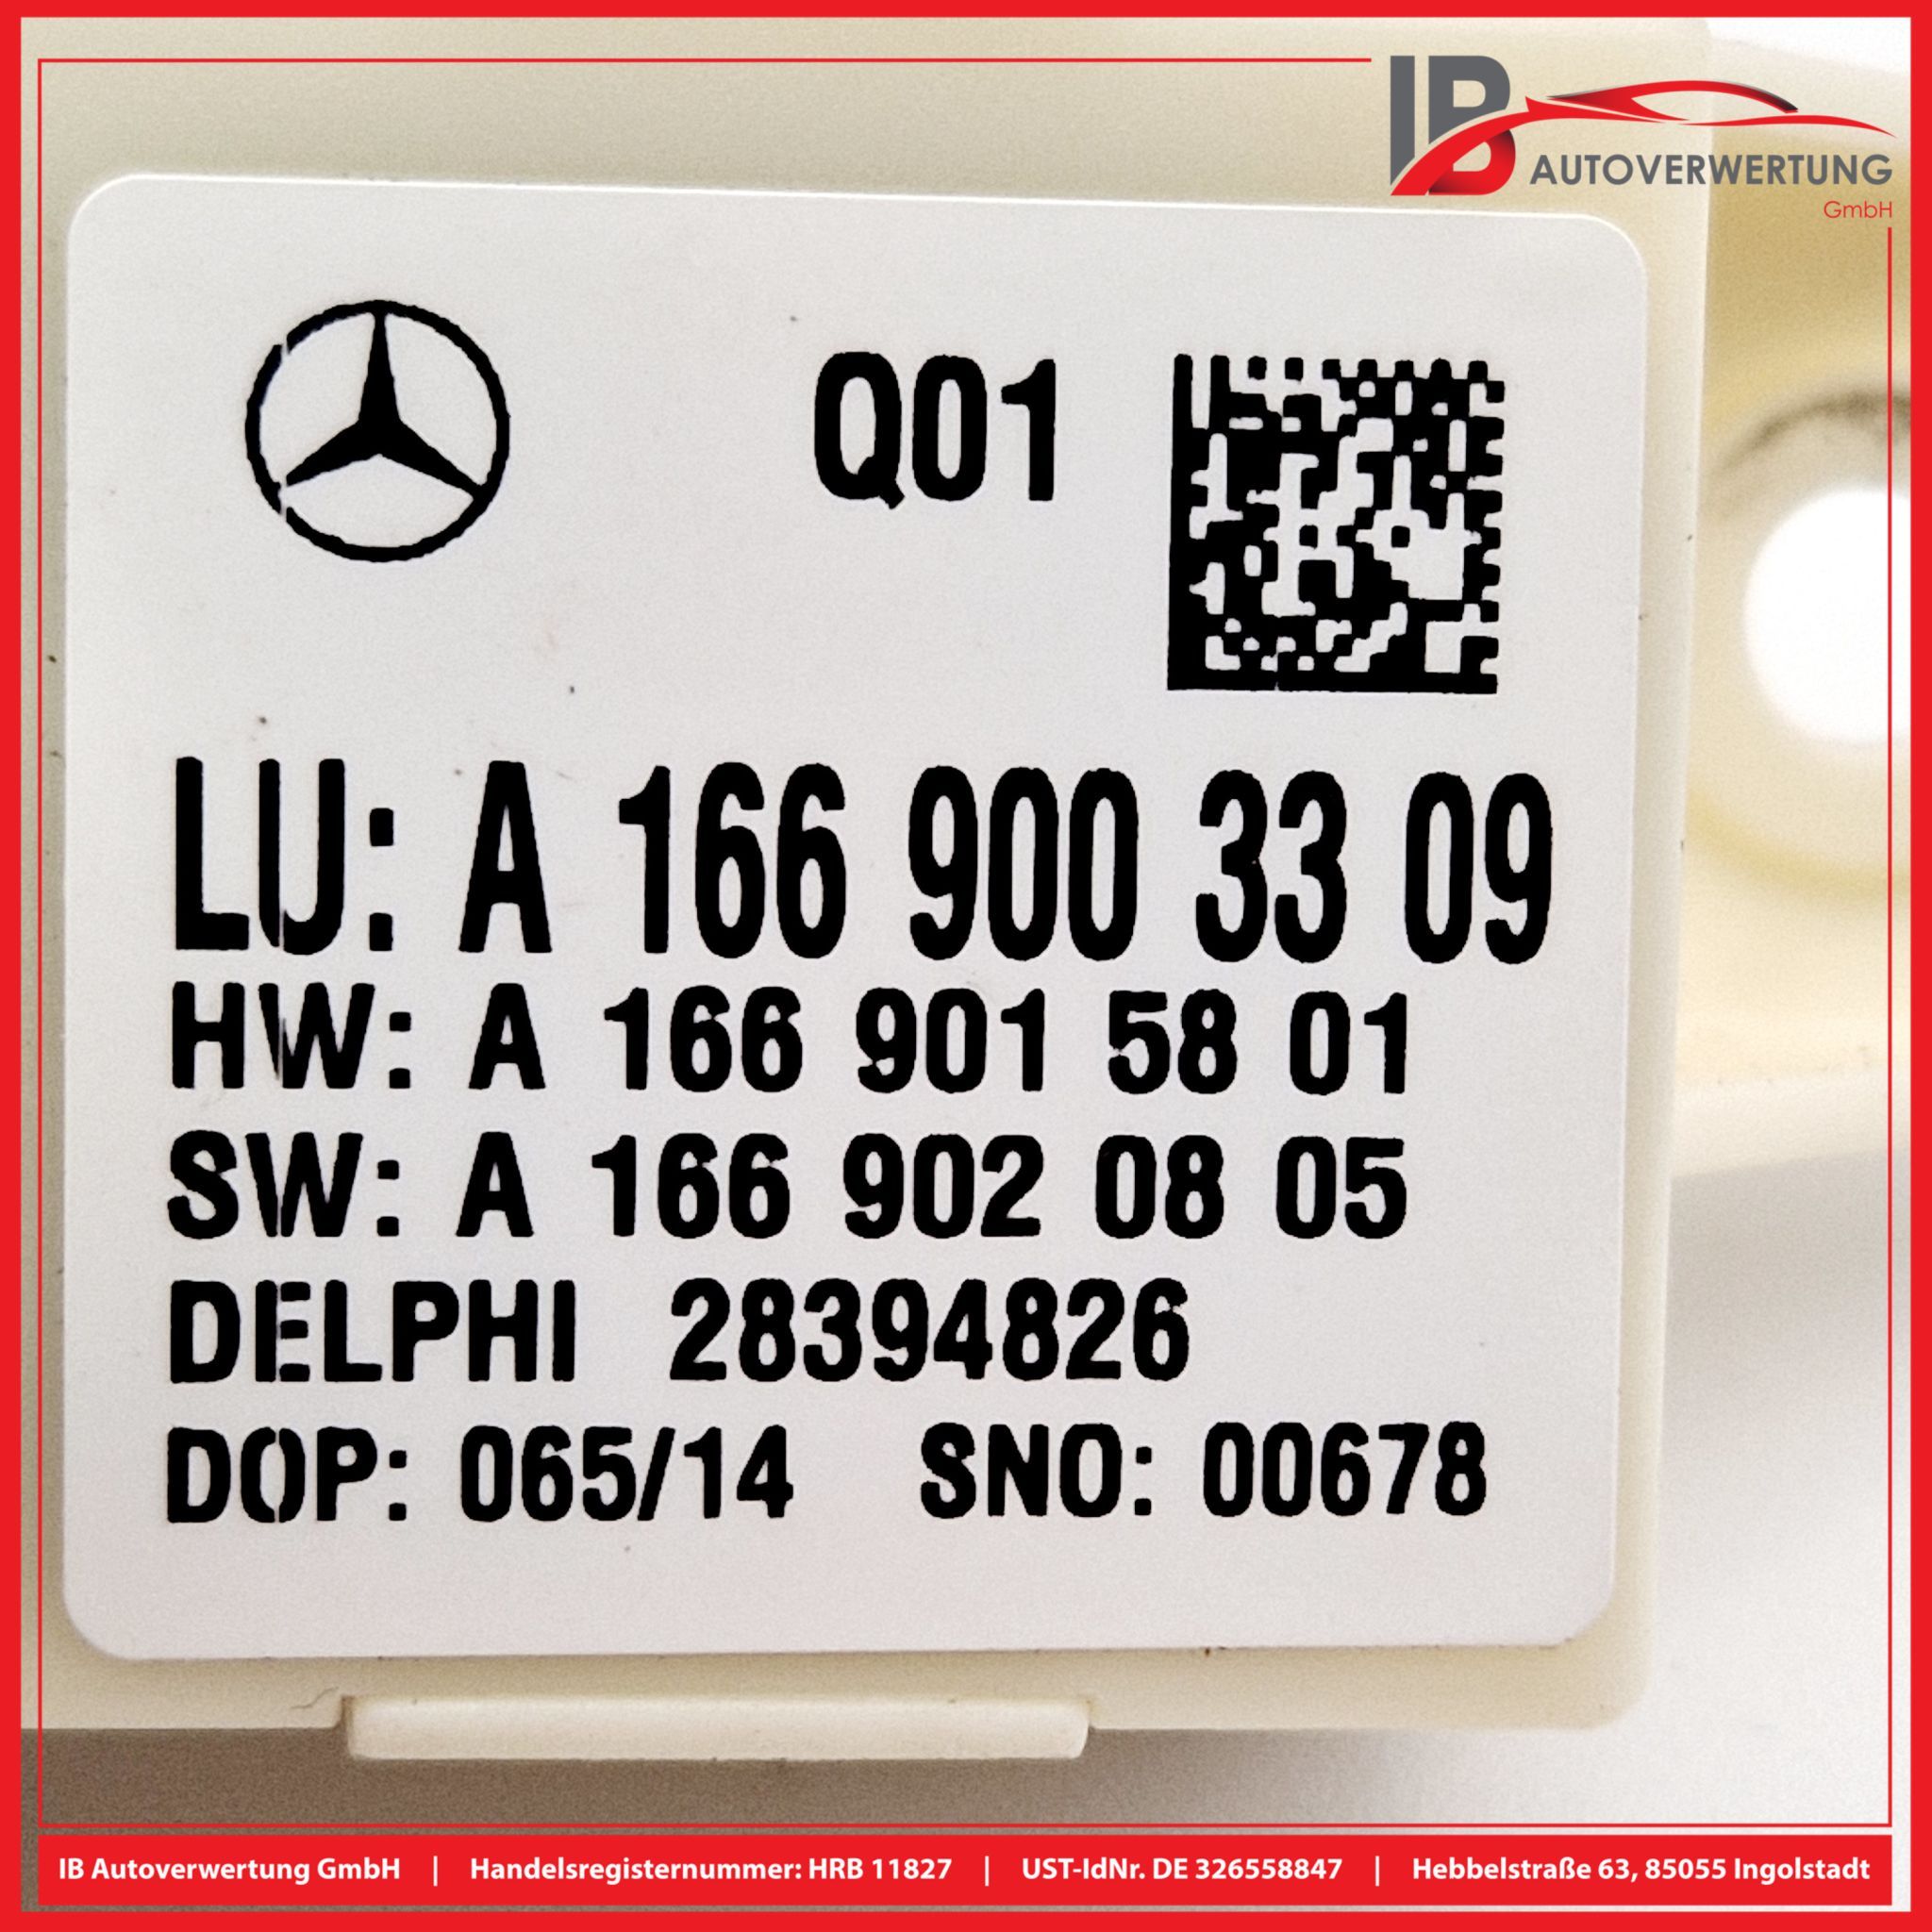 IB
AUTOVERWERTUNG
GmbH
Q01
LU: A 166 900 33 09
HW: A 166 901 58 01
SW: A 166 902 08 05
DELPHI 28394826
DOP: 065/14 SNO: 00678
IB Autoverwertung GmbH | Handelsregisternummer: HRB 11827 | UST-IdNr. DE 326558847 | Hebbelstraße 63, 85055 Ingolstadt